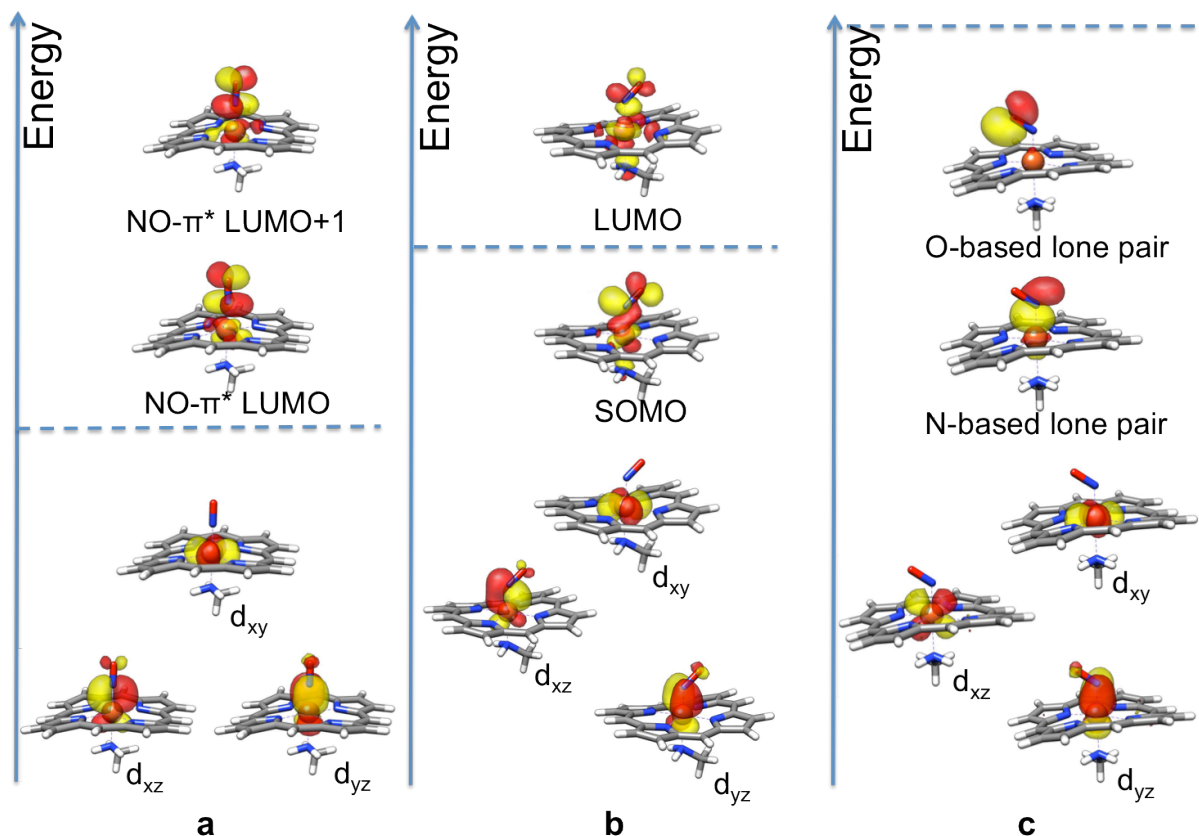 Energy
NO-π* LUMO+1
NO-π* LUMO
dxy
dxz
dyz
a
Energy
LUMO
SOMO
dxy
dxz
dyz
b
Energy
O-based lone pair
N-based lone pair
dxy
dxz
dyz
c